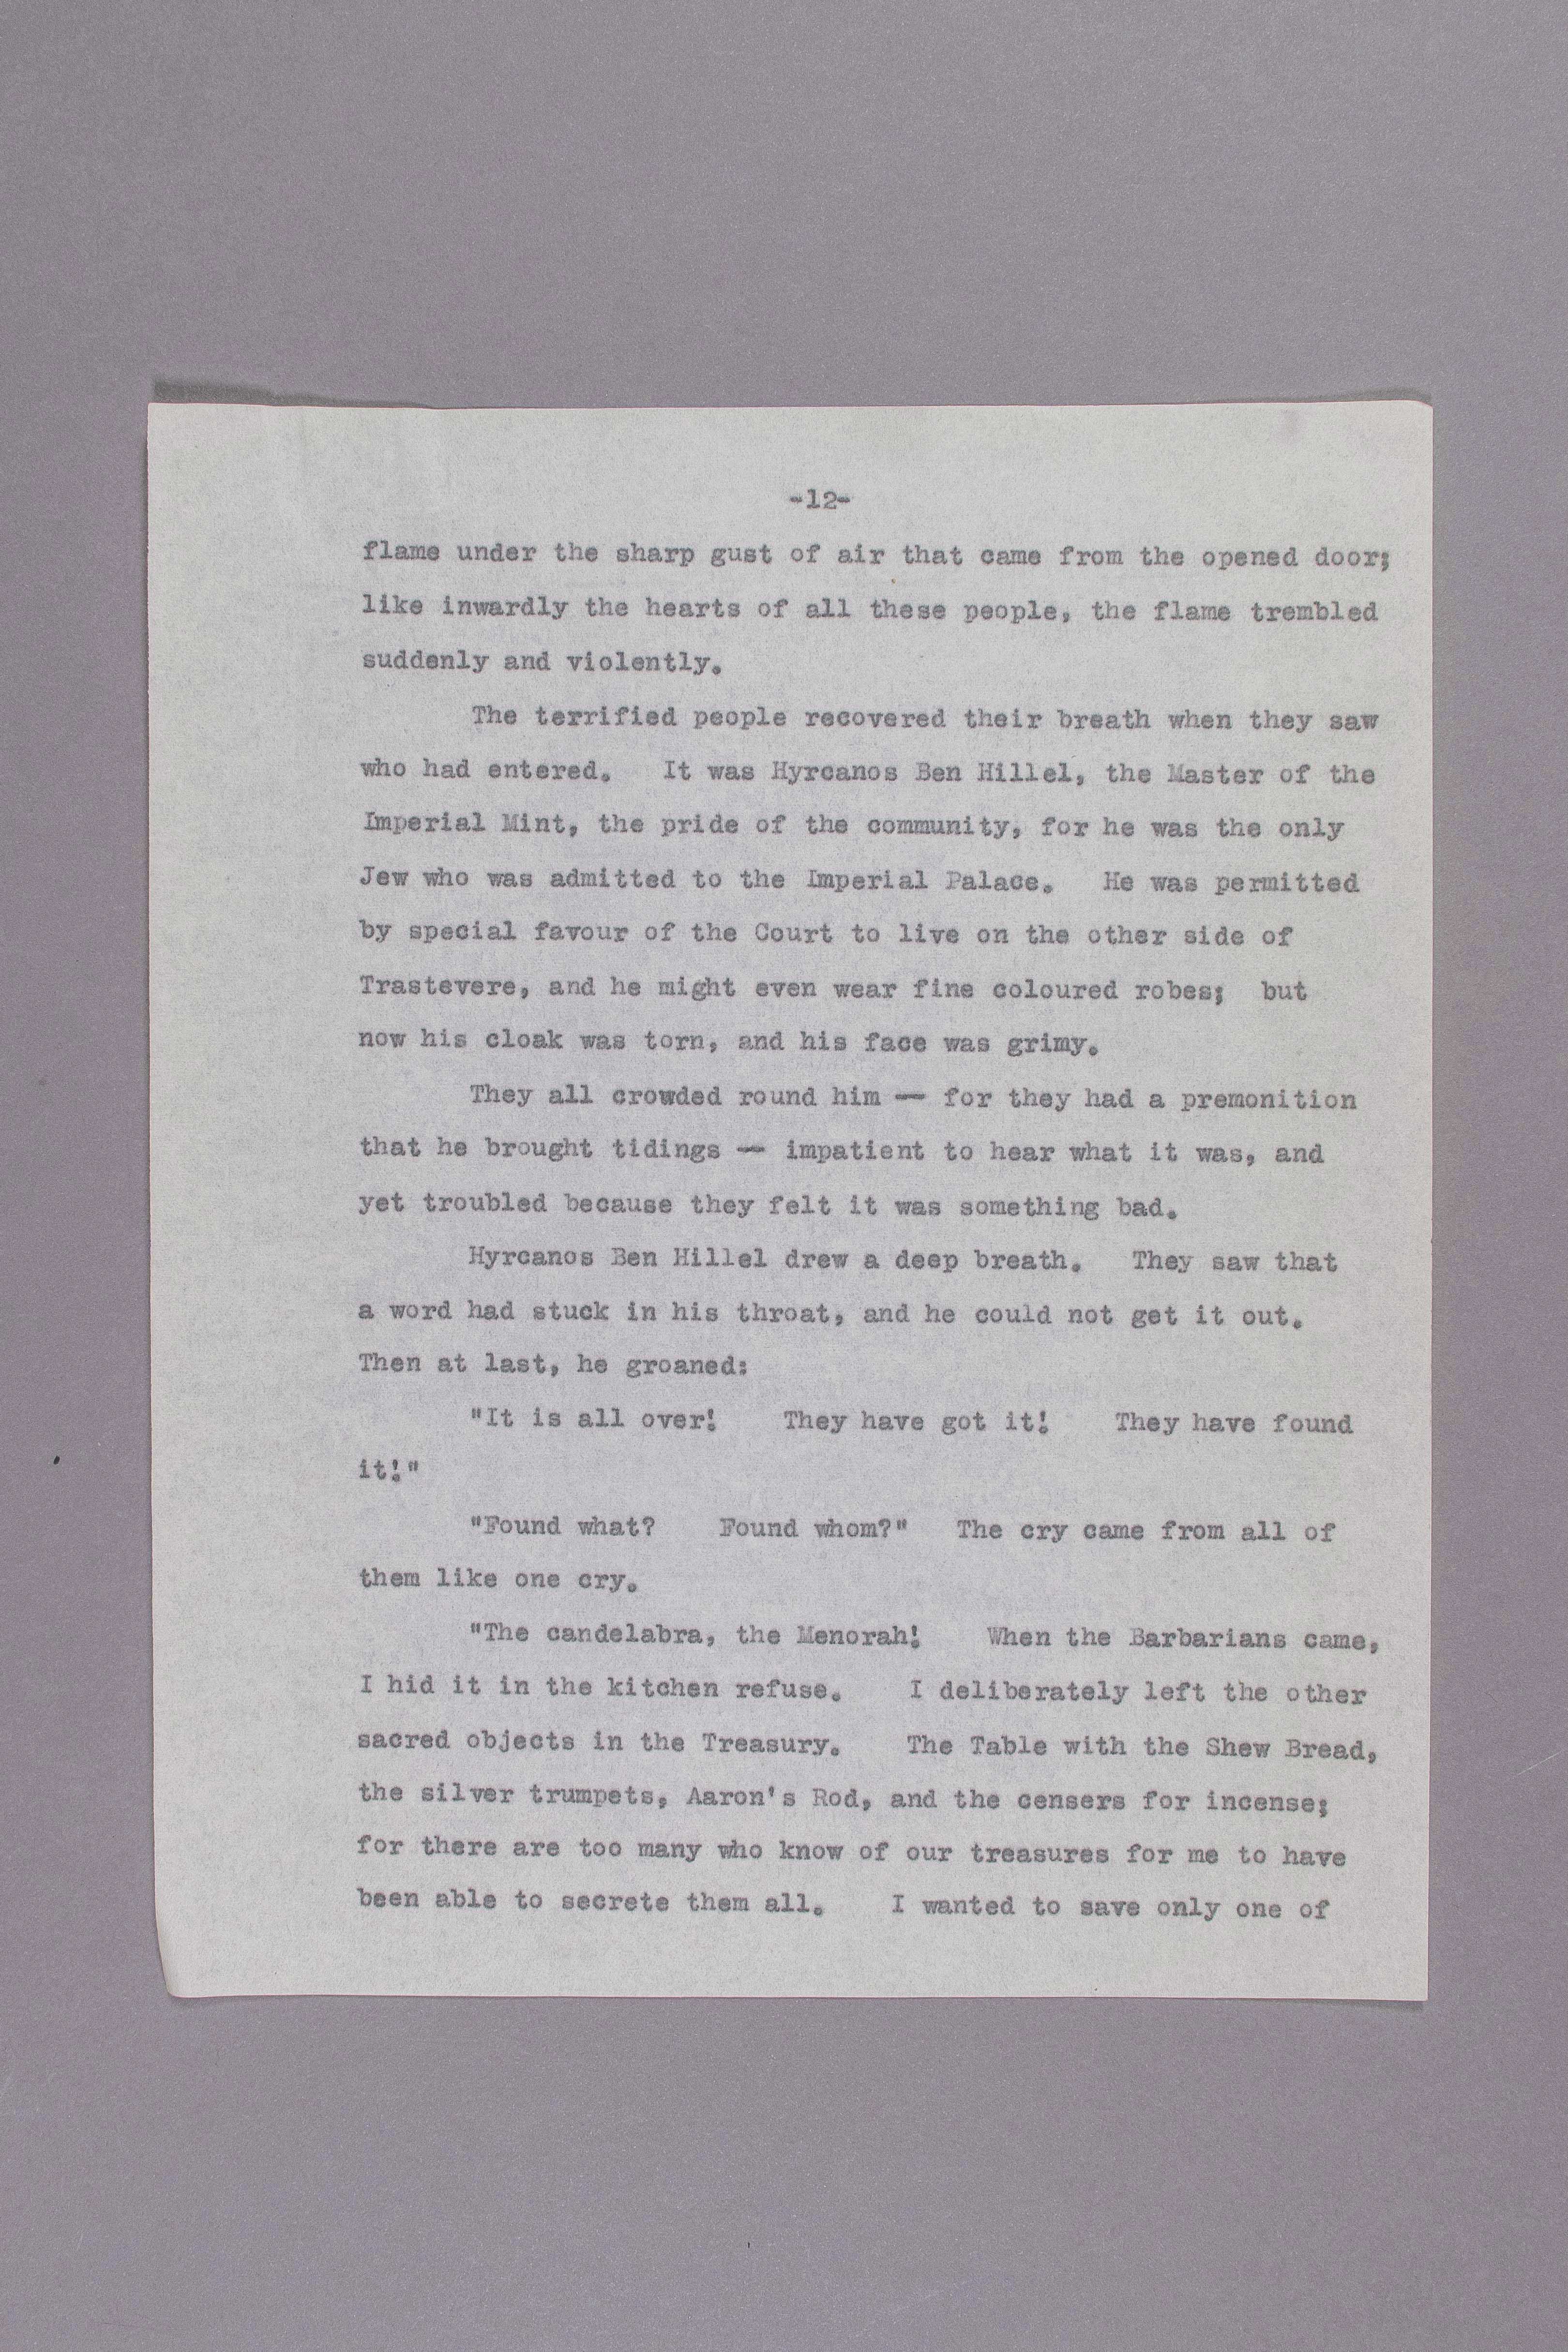 -12-
flame under the sharp gust of air that came from the opened door;
like inwardly the hearts of all these people, the flame trembled
suddenly and violently.
The terrified people recovered their breath when they saw
who had entered. It was Hyrcanos Ben Hillel, the Master of the
Imperial Mint, the pride of the community, for he was the only
Jew who was admitted to the Imperial Palace. He was permitted
by special favour of the Court to live on the other side of
Trastevere, and he might even wear fine coloured robes; but
now his cloak was torn, and his face was grimy.
They all crowded round him — for they had a premonition
that he brought tidings — impatient to hear what it was, and
yet troubled because they felt it was something bad.
Hyrcanos Ben Hillel drew a deep breath. They saw that
a word had stuck in his throat, and he could not get it out.
Then at last, he groaned:
"It is all over! They have got it! They have found
it!"
"Found what? Found whom?" The cry came from all of
them like one cry.
"The candelabra, the Menorah! When the Barbarians came,
I hid it in the kitchen refuse. I deliberately left the other
sacred objects in the Treasury. The Table with the Shew Bread,
the silver trumpets, Aaron's Rod, and the censers for incense;
for there are too many who know of our treasures for me to have
been able to secrete them all. I wanted to save only one of